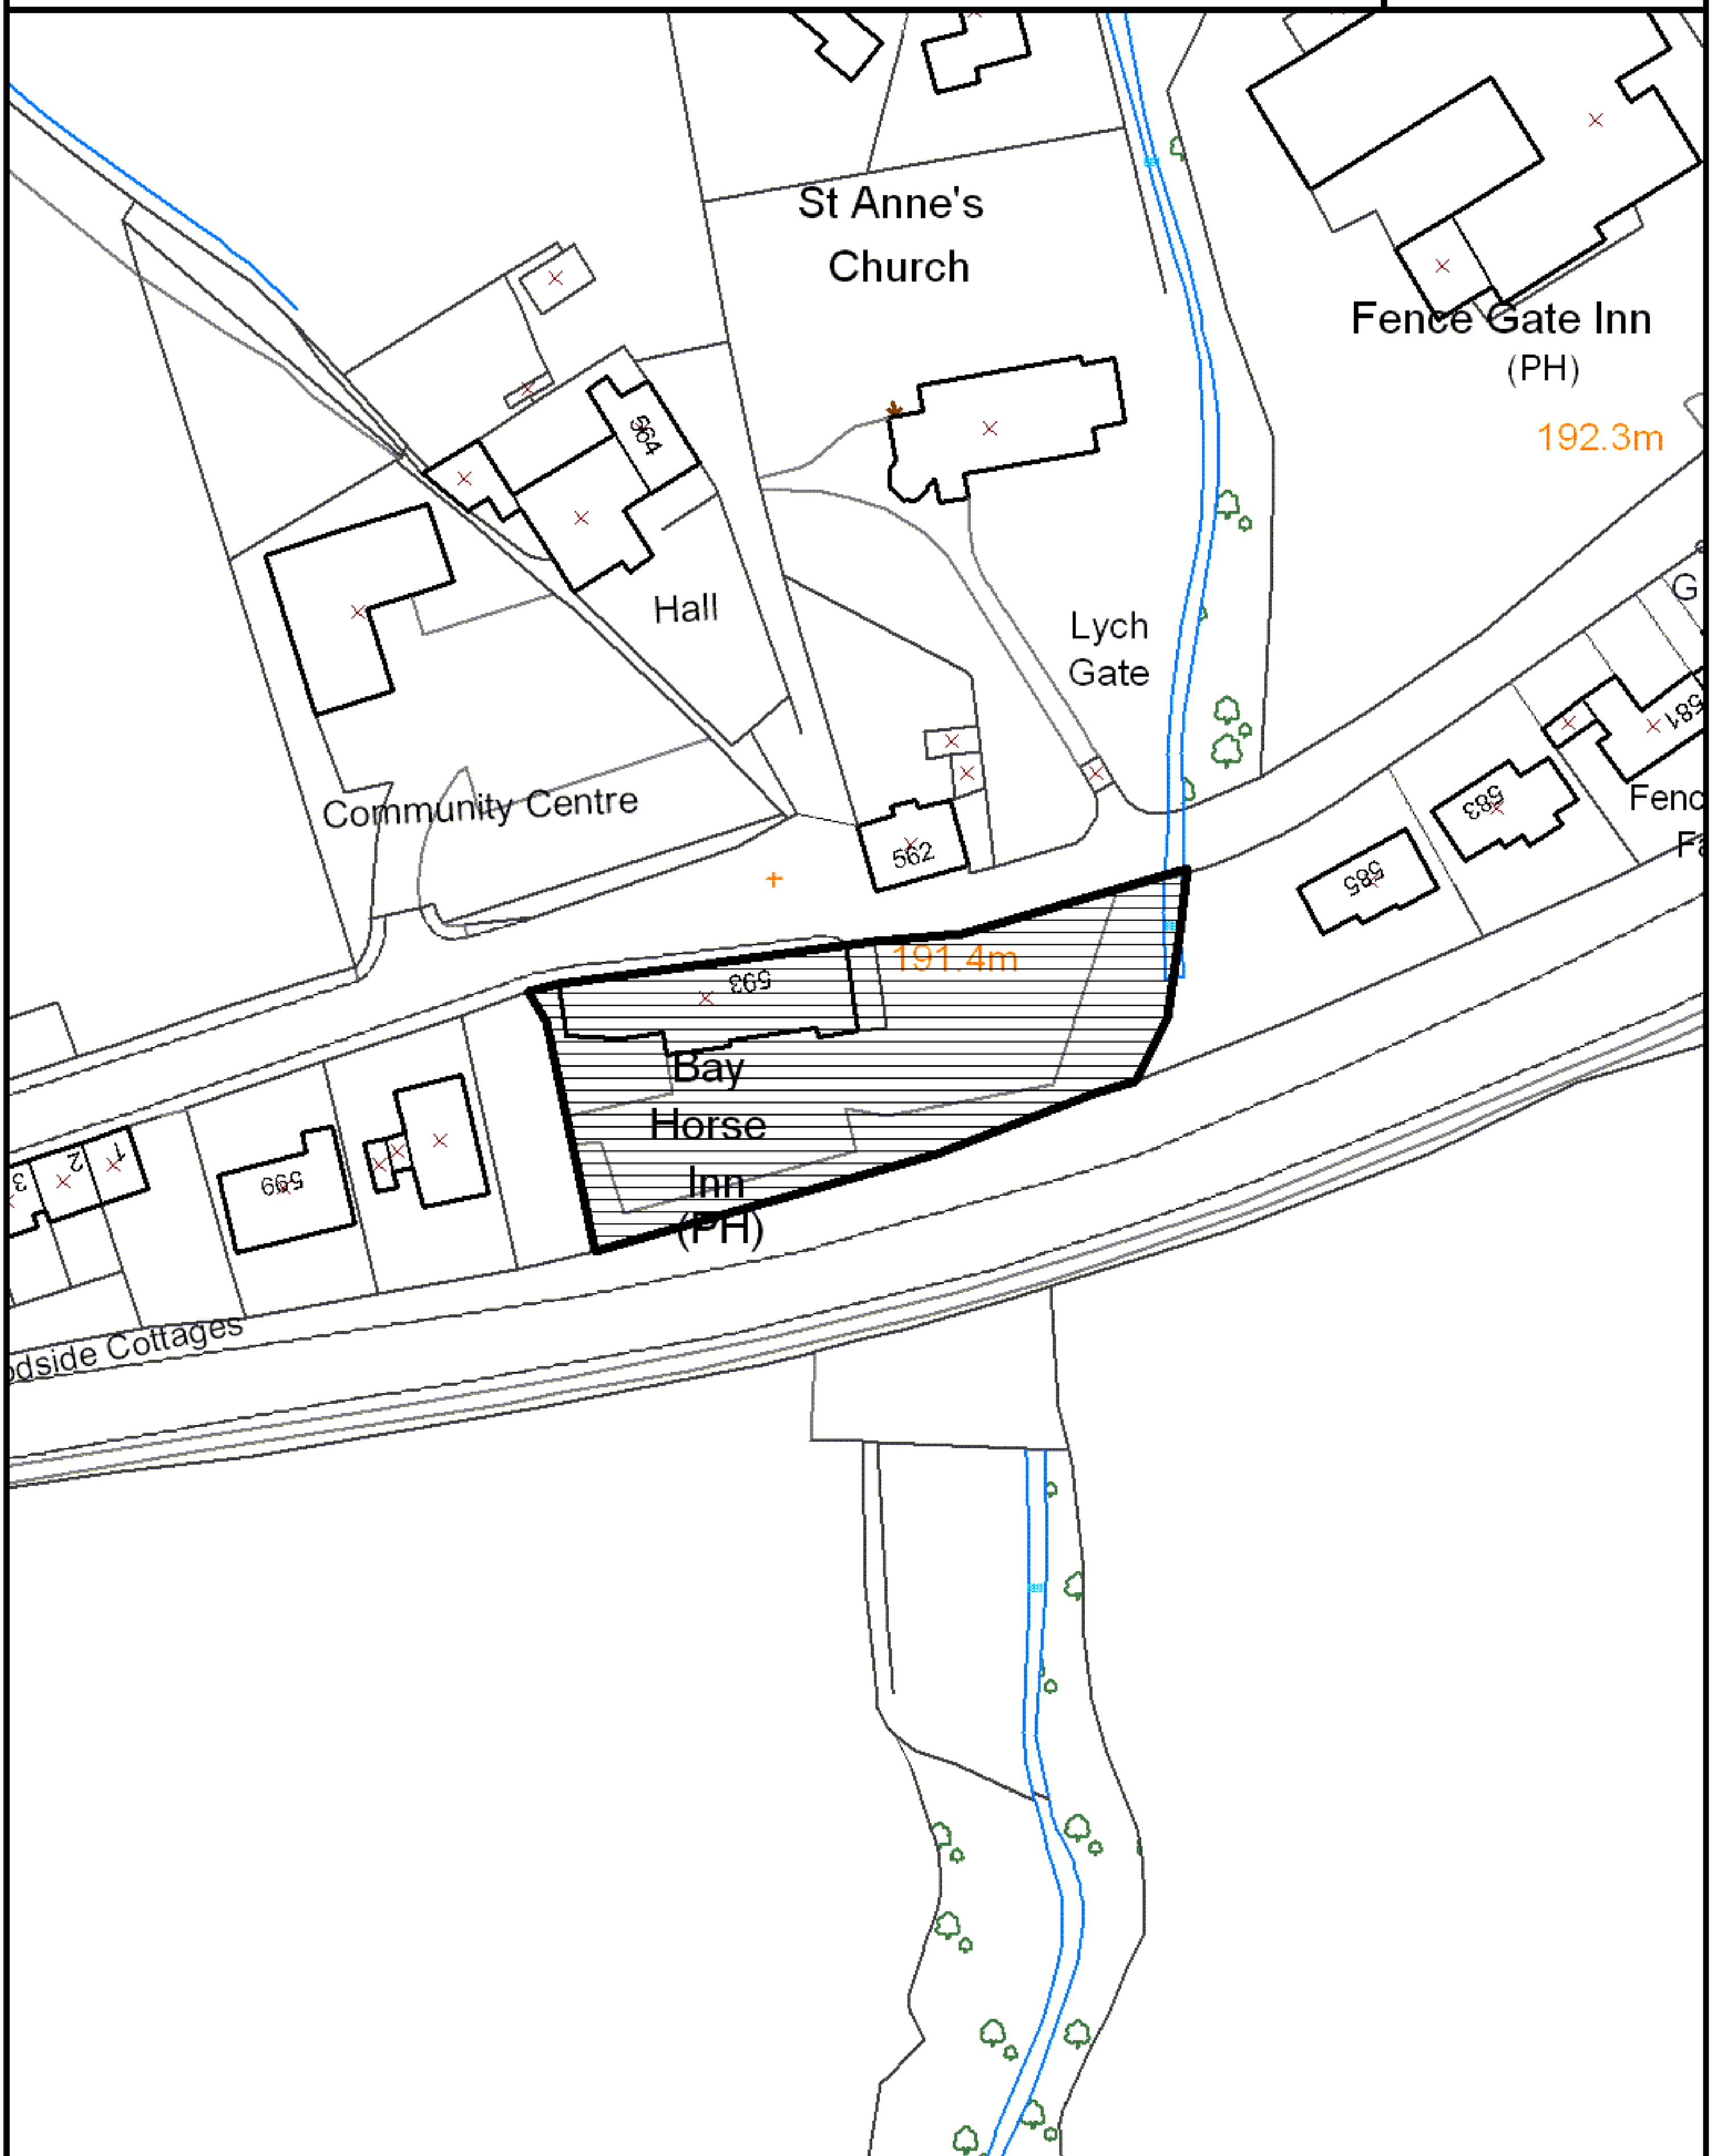 St Anne's
Church
Fence Gate Inn
(PH)
192.3m
564
Hall
Lych
Gate
G
581
583
585
Community Centre
562
191.4m
593
Bay
Horse
Inn
(PH)
1
2
3
599
Cottages